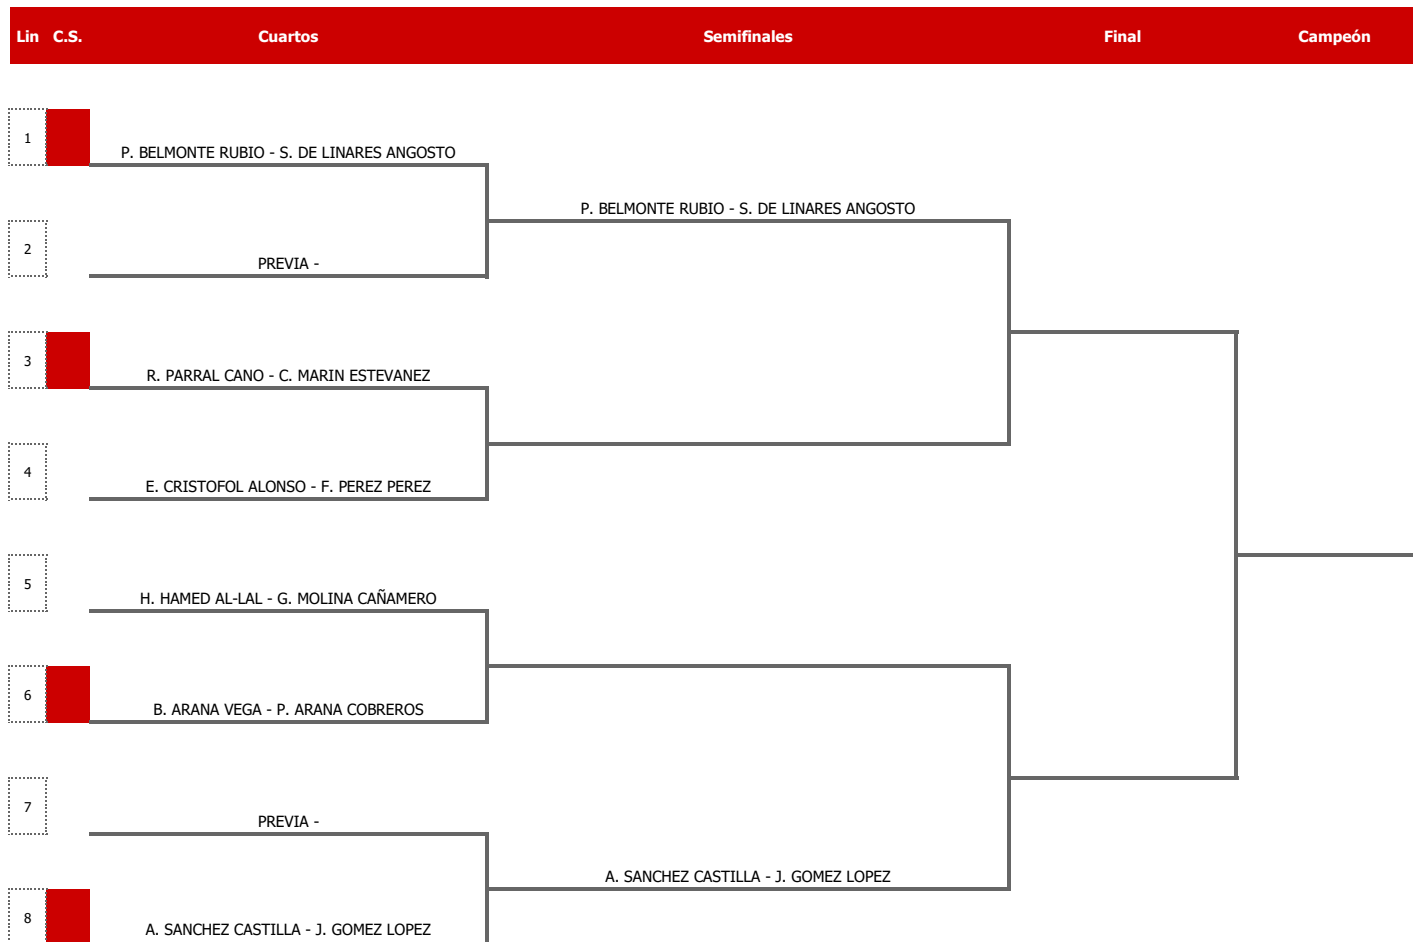 Lin C.S. Cuartos Semifinales Final Campeón
1
P. BELMONTE RUBIO - S. DE LINARES ANGOSTO
P. BELMONTE RUBIO - S. DE LINARES ANGOSTO
2
PREVIA -
3
R. PARRAL CANO - C. MARIN ESTEVANEZ
4
E. CRISTOFOL ALONSO - F. PEREZ PEREZ
5
H. HAMED AL-LAL - G. MOLINA CAÑAMERO
6
B. ARANA VEGA - P. ARANA COBREROS
7
PREVIA -
A. SANCHEZ CASTILLA - J. GOMEZ LOPEZ
8
A. SANCHEZ CASTILLA - J. GOMEZ LOPEZ